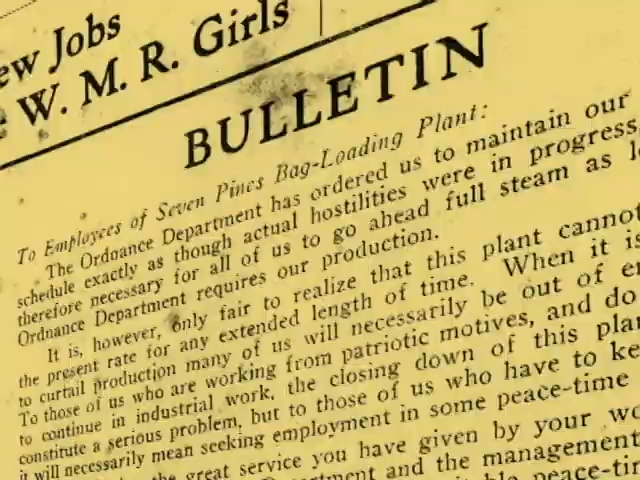 ew Jobs
W. M. R. Girls
BULLETIN
To Employees of Seven Pines Bag-Loading Plant:
The Ordnance Department has ordered us to maintain our
schedule exactly as though actual hostilities were in progress,
therefore necessary for all of us to go ahead full steam as
Ordnance Department requires our production.
It is, however, only fair to realize that this plant cannot
the present rate for any extended length of time. When it is
to curtail production many of us will necessarily be out of
To those of us who are working from patriotic motives, and do
to continue in industrial work, the closing down of this
constitute a serious problem, but to those of us who have to
it will necessarily mean seeking employment in some peace-time
the great service you have given by your
and the management
peace-